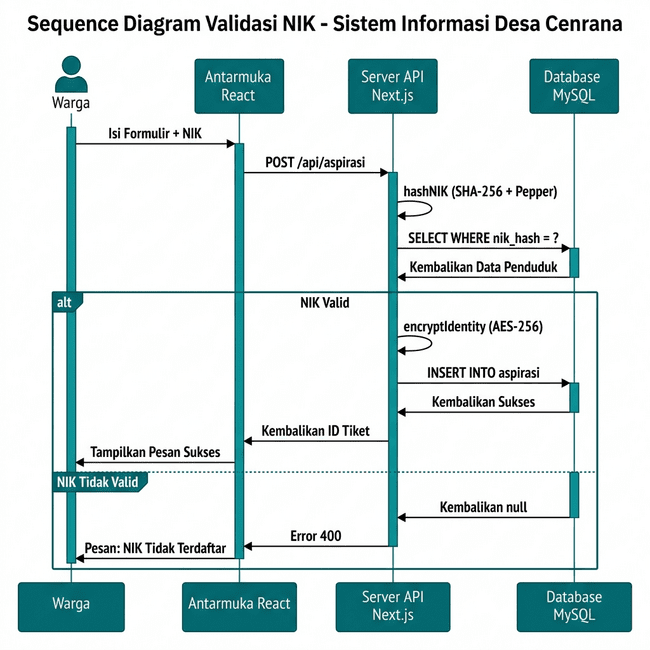 Sequence Diagram Validasi NIK - Sistem Informasi Desa Cenrana
Warga
Antarmuka
React
Server API
Next.js
Database
MySQL
Isi Formulir + NIK
POST /api/aspirasi
hashNIK (SHA-256 + Pepper)
SELECT WHERE nik_hash = ?
Kembalikan Data Penduduk
alt
NIK Valid
encryptIdentity (AES-256)
INSERT INTO aspirasi
Kembalikan Sukses
Kembalikan ID Tiket
Tampilkan Pesan Sukses
NIK Tidak Valid
Kembalikan null
Error 400
Pesan: NIK Tidak Terdaftar
Warga
Antarmuka React
Server API
Next.js
Database
MySQL